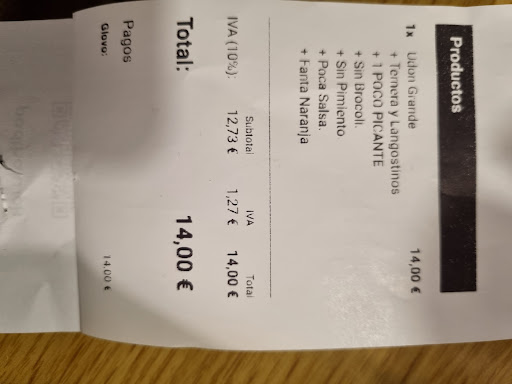 Productos
1x Udon Grande 14,00 €
+ Ternera y Langostinos
+ 1 POCO PICANTE
+ Sin Brocoli.
+ Sin Pimiento
+ Poca Salsa.
+ Fanta Naranja
Subtotal IVA Total
IVA (10%): 12,73 € 1,27 € 14,00 €
Total: 14,00 €
Pagos
Glovo: 14,00 €